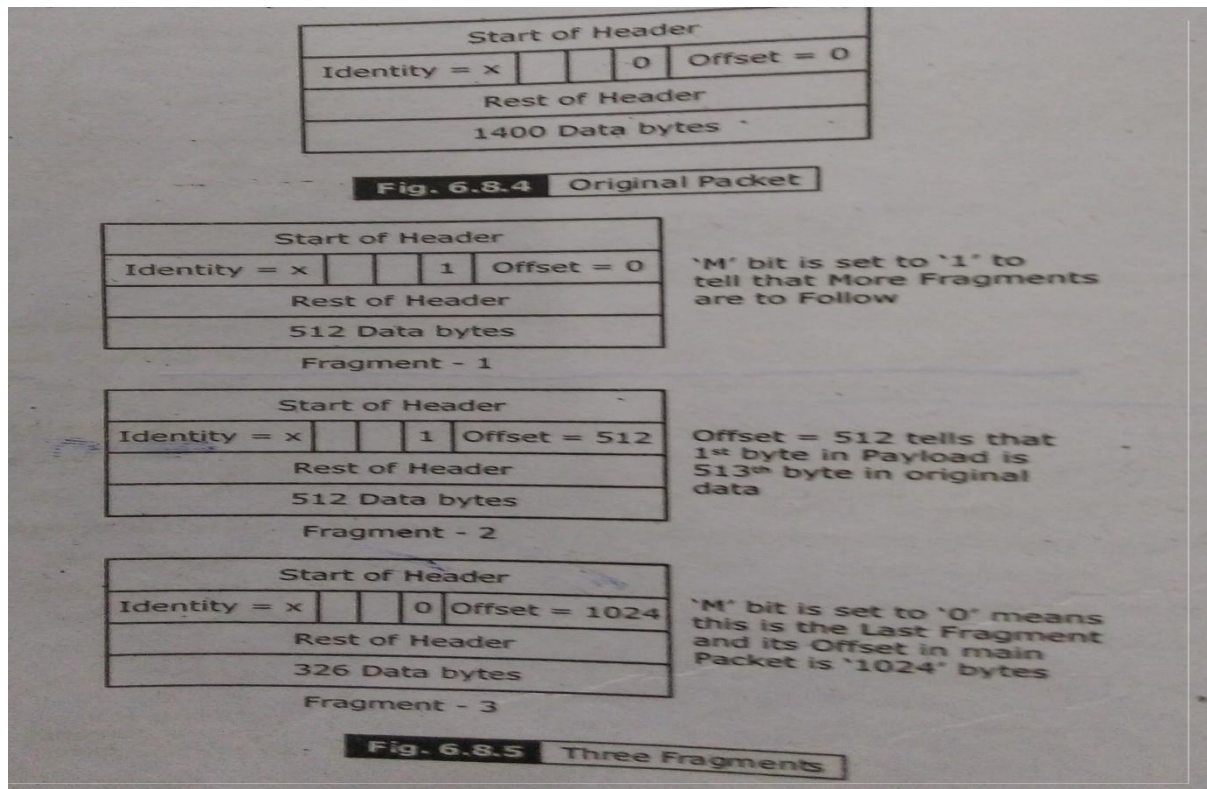 Start of Header
Identity = x 0 Offset = 0
Rest of Header
1400 Data bytes
Fig. 6.8.4 Original Packet
Start of Header
Identity = x 1 Offset = 0
Rest of Header
512 Data bytes
Fragment - 1
'M' bit is set to '1' to
tell that More Fragments
are to Follow
Start of Header
Identity = x 1 Offset = 512
Rest of Header
512 Data bytes
Fragment - 2
Offset = 512 tells that
1st byte in Payload is
513th byte in original
data
Start of Header
Identity = x 0 Offset = 1024
Rest of Header
326 Data bytes
Fragment - 3
'M' bit is set to '0' means
this is the Last Fragment
and its Offset in main
Packet is '1024' bytes
Fig. 6.8.5 Three Fragments